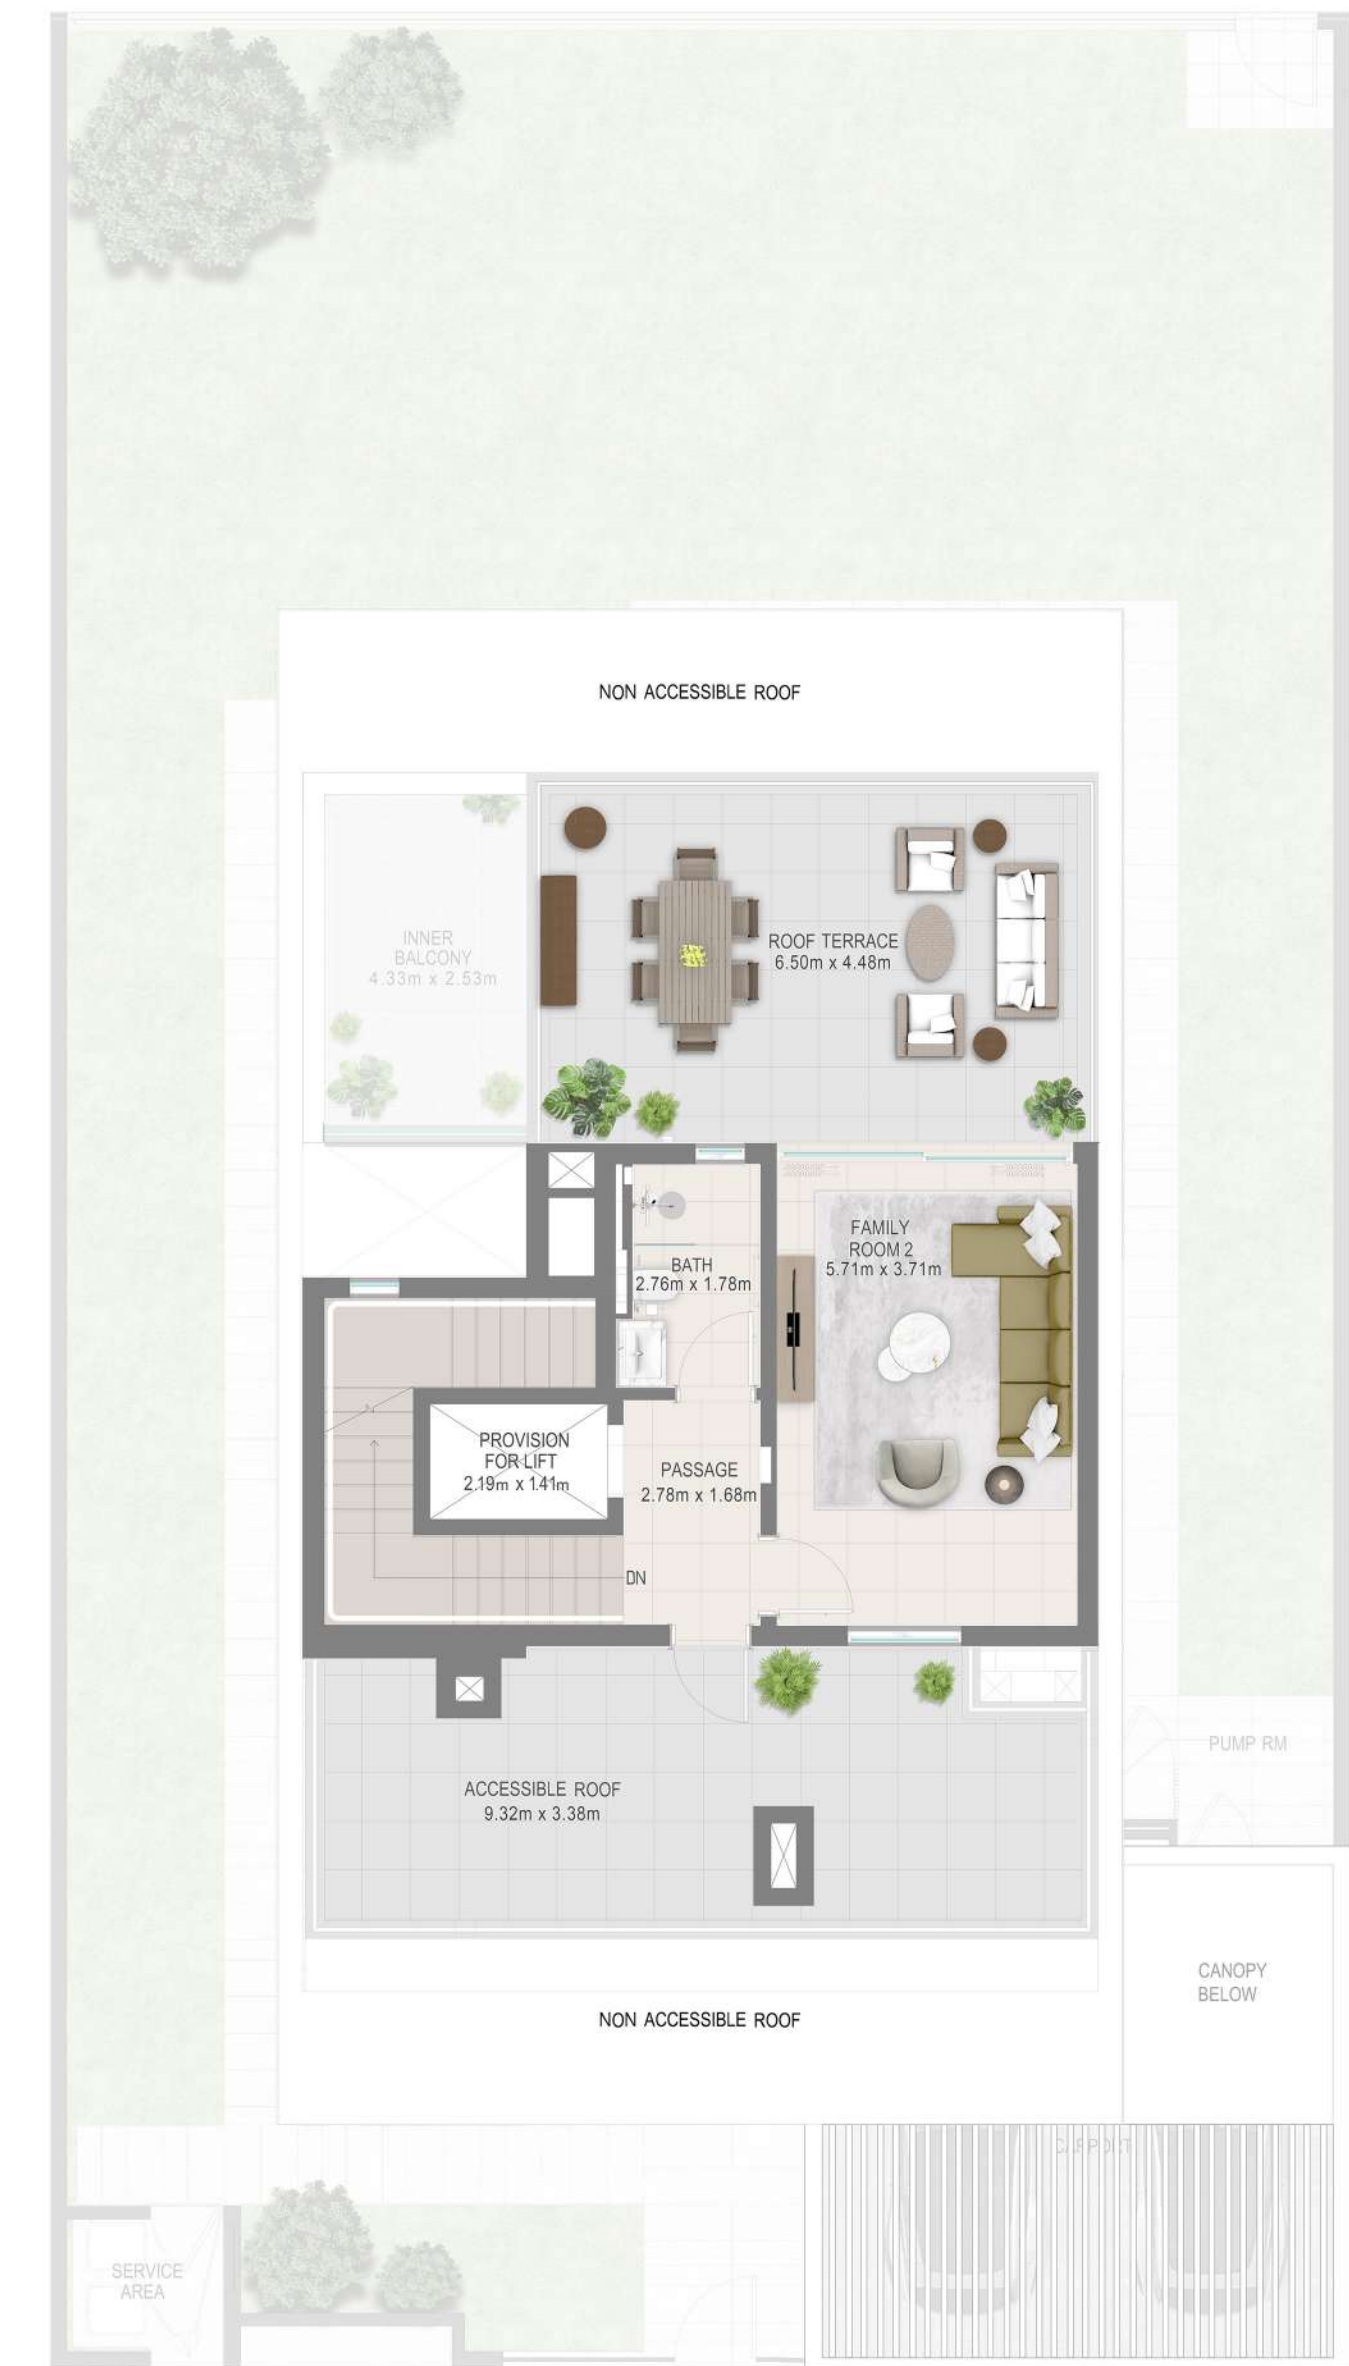 NON ACCESSIBLE ROOF
INNER
BALCONY
4.33m x 2.53m
ROOF TERRACE
6.50m x 4.48m
FAMILY
ROOM 2
5.71m x 3.71m
BATH
2.76m x 1.78m
PROVISION
FOR LIFT
2.19m x 1.41m
PASSAGE
2.78m x 1.68m
DN
PUMP RM
ACCESSIBLE ROOF
9.32m x 3.38m
CANOPY
BELOW
NON ACCESSIBLE ROOF
CARPORT
SERVICE
AREA